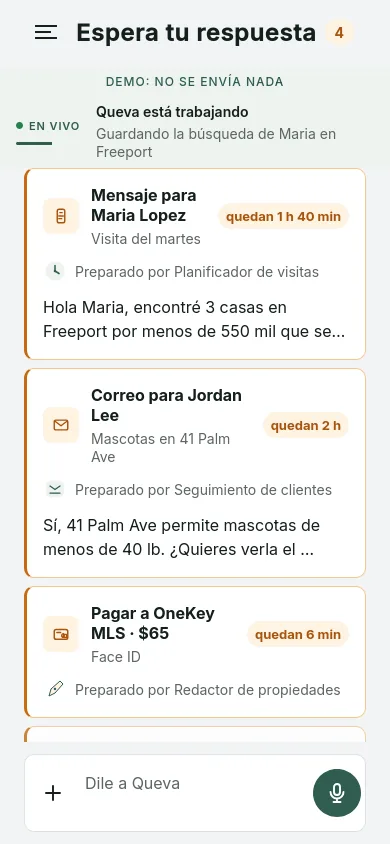 Espera tu respuesta 4
DEMO: NO SE ENVÍA NADA
EN VIVO
Queva está trabajando
Guardando la búsqueda de Maria en
Freeport
Mensaje para
Maria Lopez
quedan 1 h 40 min
Visita del martes
Preparado por Planificador de visitas
Hola Maria, encontré 3 casas en
Freeport por menos de 550 mil que se...
Correo para Jordan
Lee
quedan 2 h
Mascotas en 41 Palm
Ave
Preparado por Seguimiento de clientes
Sí, 41 Palm Ave permite mascotas de
menos de 40 lb. ¿Quieres verla el ...
Pagar a OneKey
MLS · $65
quedan 6 min
Face ID
Preparado por Redactor de propiedades
Dile a Queva